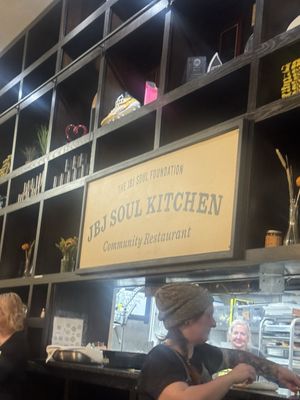 THE JBJ SOUL FOUNDATION
JBJ SOUL KITCHEN
Community Restaurant